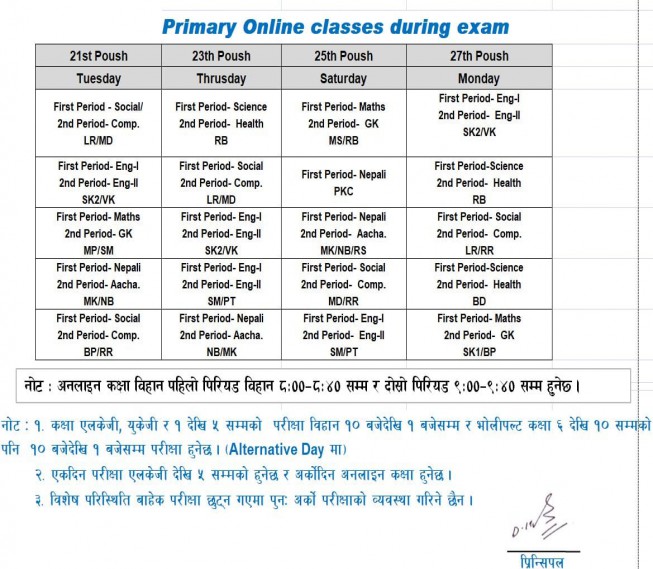 Primary Online classes during exam
21st Poush 23th Poush 25th Poush 27th Poush
Tuesday Thrusday Saturday Monday
First Period - Social/
2nd Period- Comp.
LR/MD
First Period- Science
2nd Period- Health
RB
First Period- Maths
2nd Period- GK
MS/RB
First Period- Eng-I
2nd Period- Eng-II
SK2/VK
First Period- Eng-I
2nd Period- Eng-II
SK2/VK
First Period- Social
2nd Period- Comp.
LR/MD
First Period- Nepali
PKC
First Period-Science
2nd Period- Health
RB
First Period- Maths
2nd Period- GK
MP/SM
First Period- Eng-I
2nd Period- Eng-II
SK2/VK
First Period- Nepali
2nd Period- Aacha.
MK/NB/RS
First Period- Social
2nd Period- Comp.
LR/RR
First Period- Nepali
2nd Period- Aacha.
MK/NB
First Period- Eng-I
2nd Period- Eng-II
SM/PT
First Period- Social
2nd Period- Comp.
MD/RR
First Period-Science
2nd Period- Health
BD
First Period- Social
2nd Period- Comp.
BP/RR
First Period- Nepali
2nd Period- Aacha.
NB/MK
First Period- Eng-I
2nd Period- Eng-II
SM/PT
First Period- Maths
2nd Period- GK
SK1/BP
नोट : अनलाइन कक्षा विहान पहिलो पिरियड विहान ८:००-८:४० सम्म र दोस्रो पिरियड ९:००-९:४० सम्म हुनेछ ।
नोट : १. कक्षा एलकेजी, युकेजी र १ देखि ५ सम्मको परीक्षा विहान १० बजेदेखि १ बजेसम्म र भोलीपल्ट कक्षा ६ देखि १० सम्मको
पनि १० बजेदेखि १ बजेसम्म परीक्षा हुनेछ । (Alternative Day मा)
२. एकदिन परीक्षा एलकेजी देखि ५ सम्मको हुनेछ र अर्कोदिन अनलाइन कक्षा हुनेछ ।
३. विशेष परिस्थिति बाहेक परीक्षा छुट्न गएमा पुन: अर्को परीक्षाको व्यवस्था गरिने छैन ।
प्रिन्सिपल